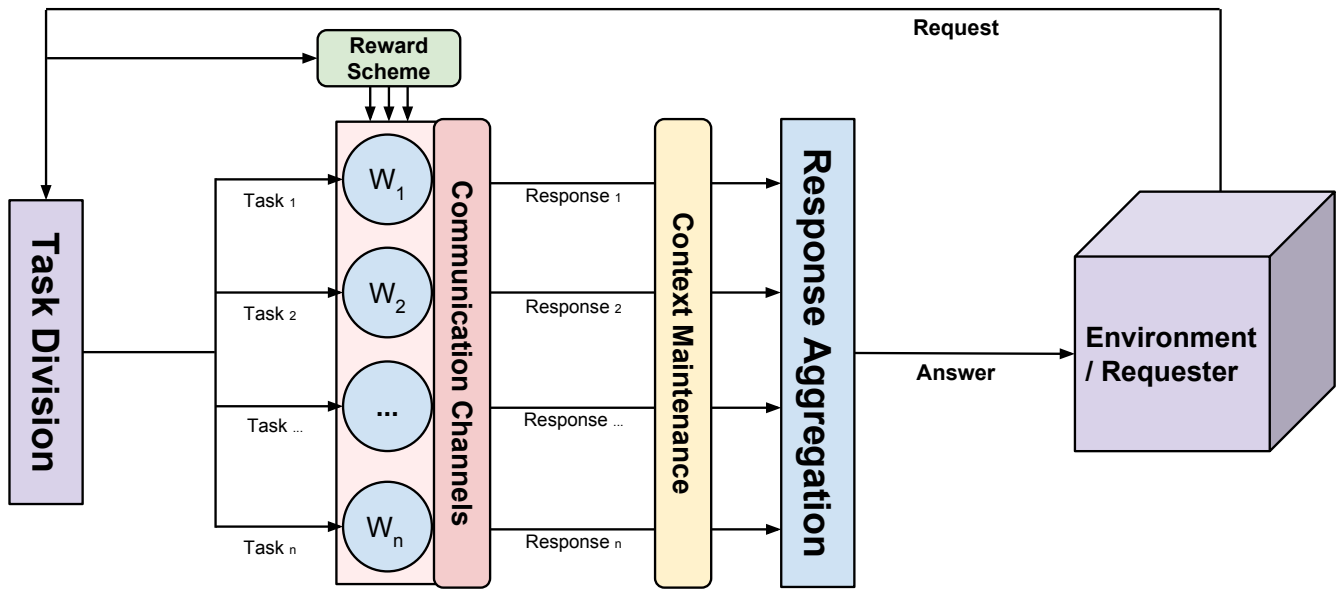 Request
Reward
Scheme
Task Division
Task 1
Task 2
Task ...
Task n
W1
W2
...
Wn
Communication Channels
Response 1
Response 2
Response ...
Response n
Context Maintenance
Response Aggregation
Answer
Environment
/ Requester